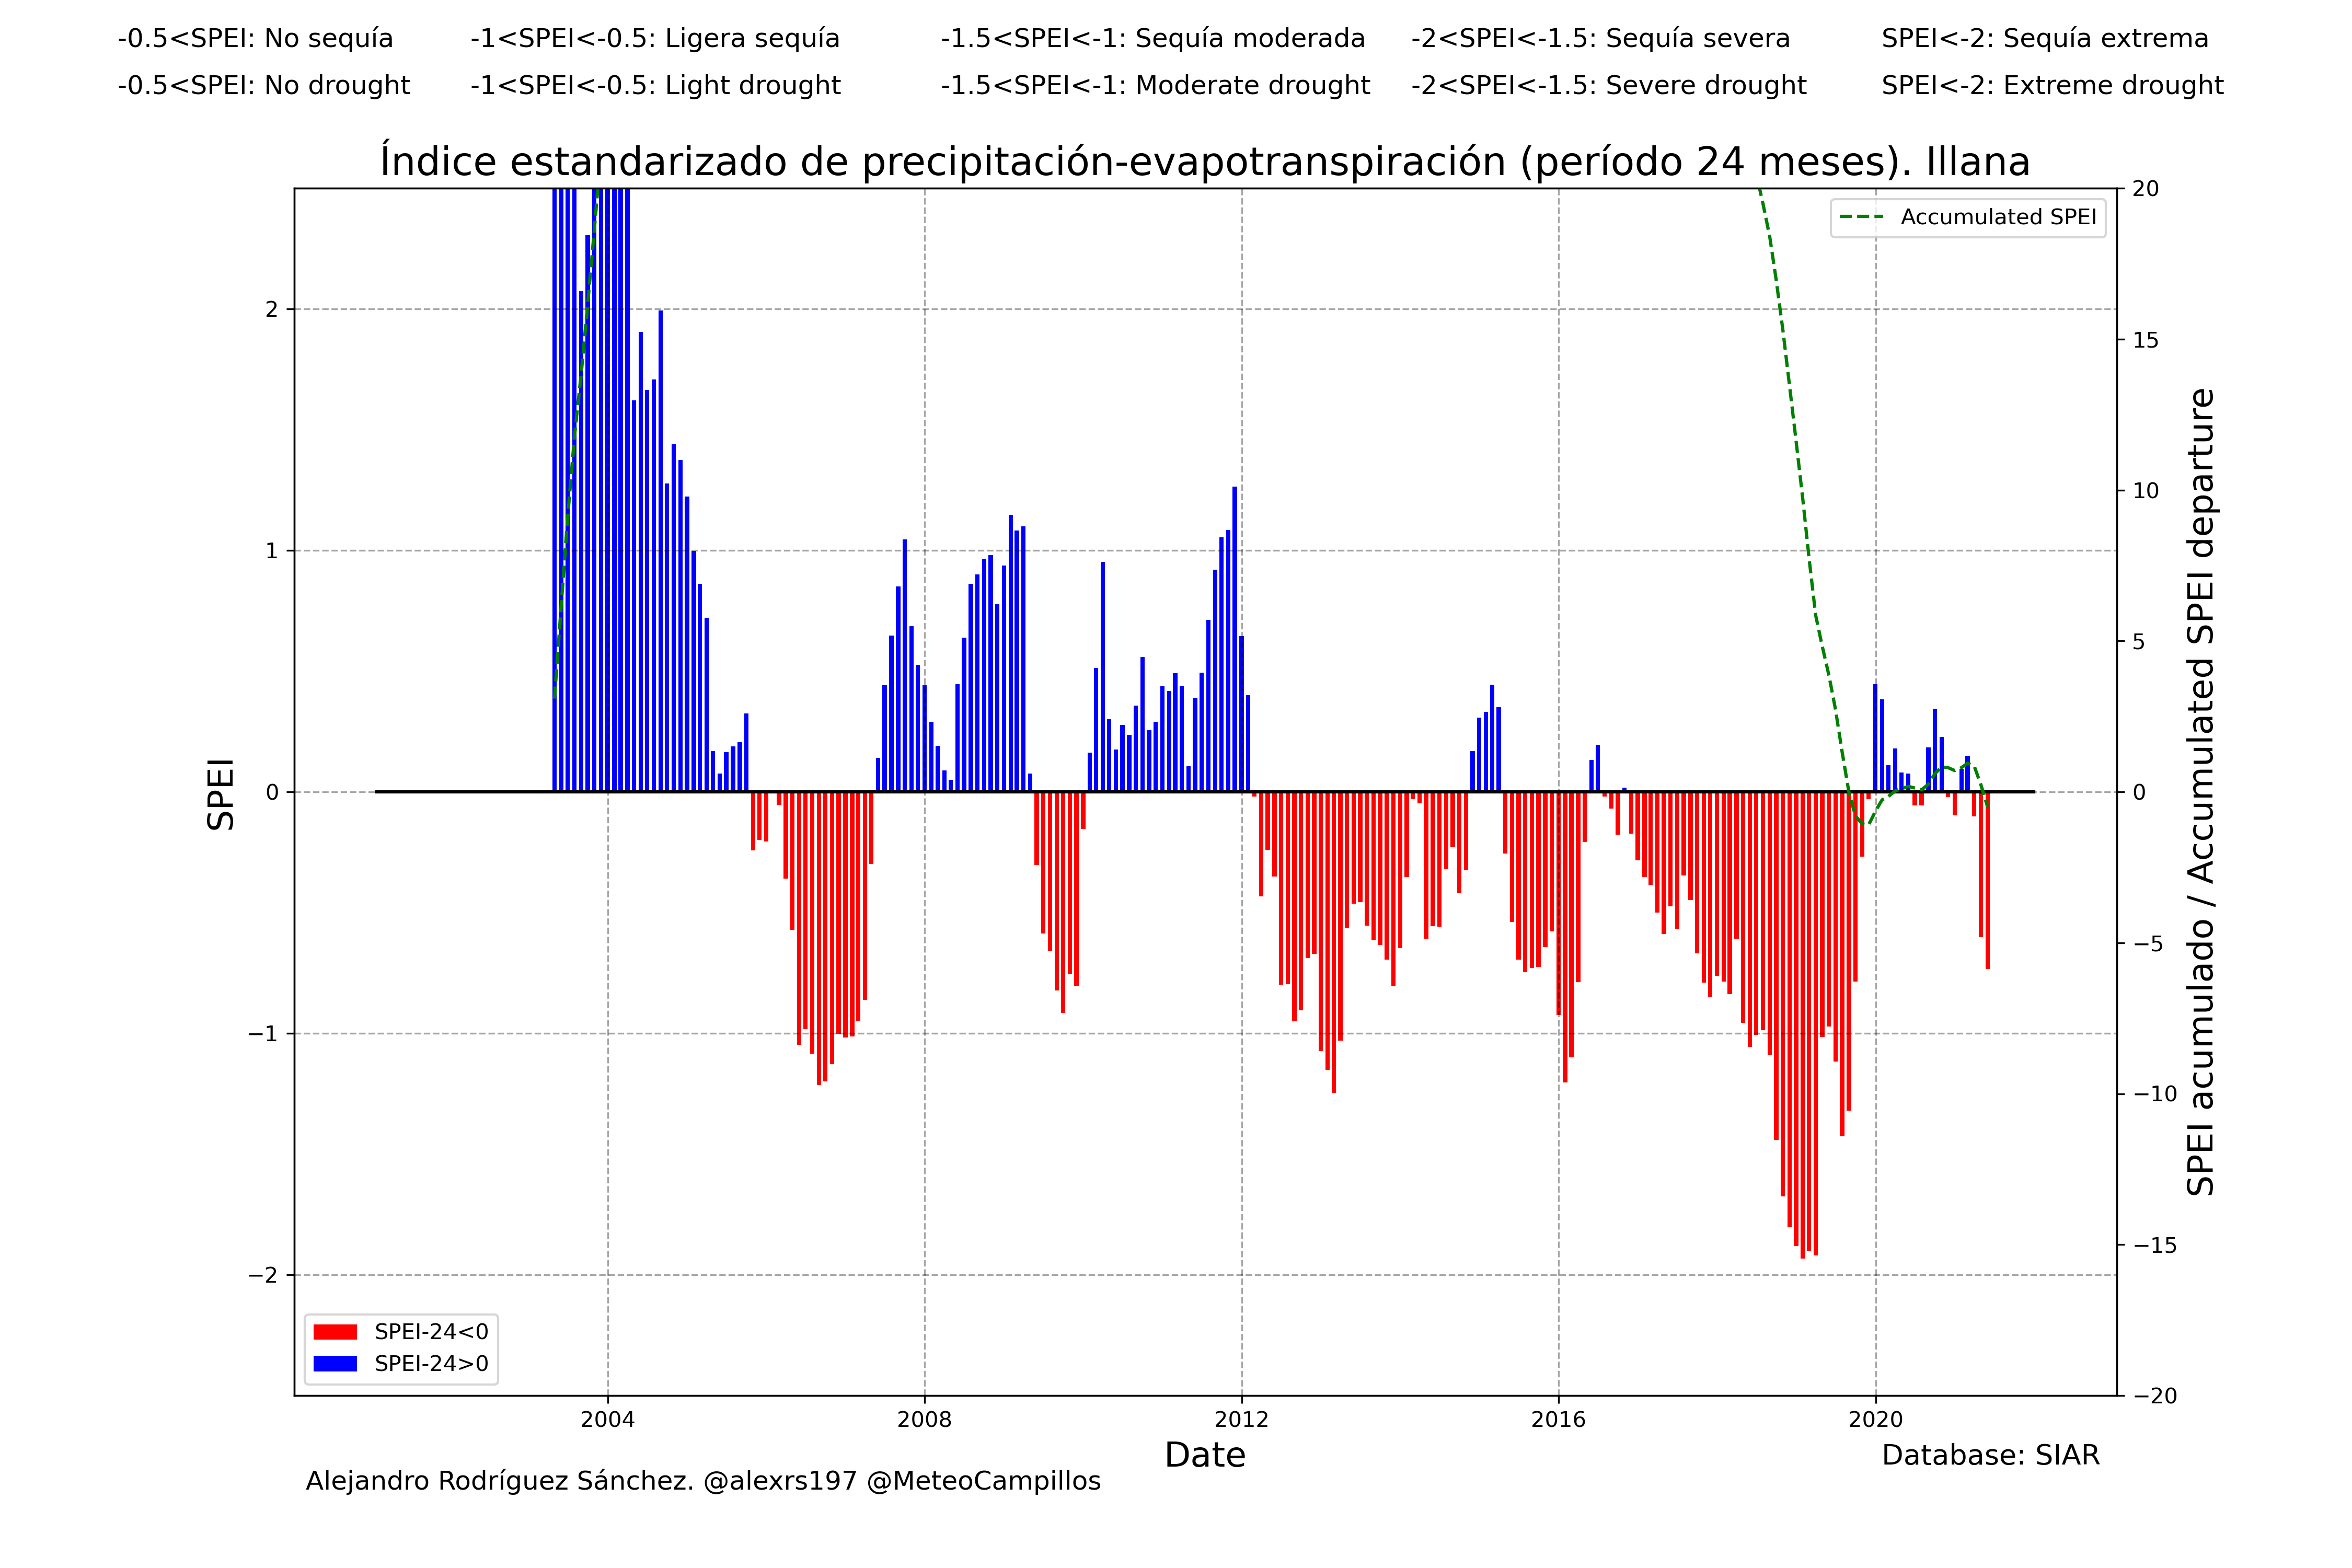 -0.5<SPEI: No sequía -1<SPEI<-0.5: Ligera sequía -1.5<SPEI<-1: Sequía moderada -2<SPEI<-1.5: Sequía severa SPEI<-2: Sequía extrema
-0.5<SPEI: No drought -1<SPEI<-0.5: Light drought -1.5<SPEI<-1: Moderate drought -2<SPEI<-1.5: Severe drought SPEI<-2: Extreme drought
Índice estandarizado de precipitación-evapotranspiración (período 24 meses). Illana
Accumulated SPEI
SPEI
2
1
0
−1
−2
20
15
10
5
0
−5
−10
−15
−20
SPEI acumulado / Accumulated SPEI departure
SPEI-24<0
SPEI-24>0
2004 2008 2012 2016 2020
Date
Database: SIAR
Alejandro Rodríguez Sánchez. @alexrs197 @MeteoCampillos